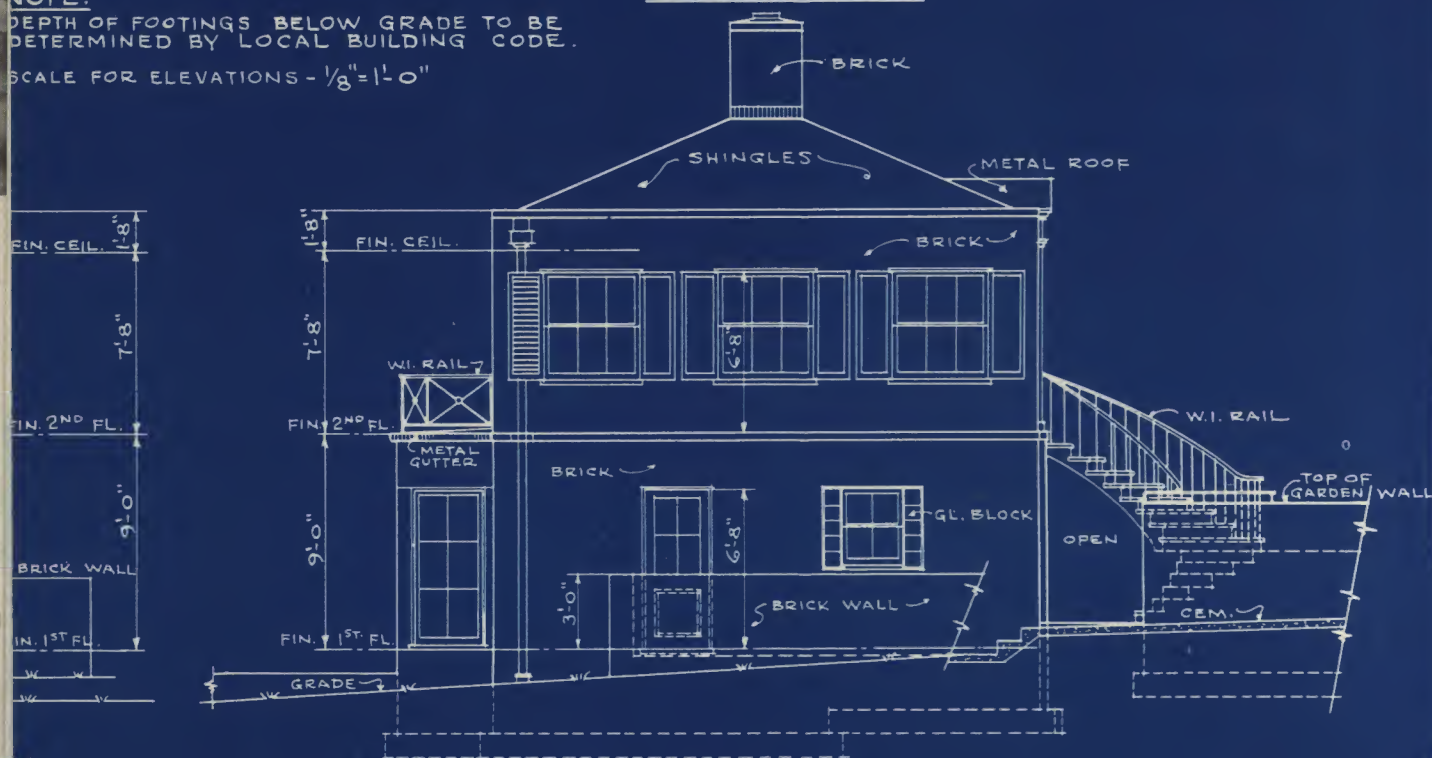 NOTE:
DEPTH OF FOOTINGS BELOW GRADE TO BE
DETERMINED BY LOCAL BUILDING CODE.
SCALE FOR ELEVATIONS - 1/8"=1'-0"
BRICK
SHINGLES
METAL ROOF
1'-8"
FIN. CEIL.
1'-8"
FIN. CEIL.
BRICK
7'-8"
7'-8"
6'-8"
W.I. RAIL
W.I. RAIL
FIN. 2ND FL.
FIN. 2ND FL.
METAL
GUTTER
BRICK
TOP OF
GARDEN WALL
9'-0"
9'-0"
6'-8"
GL. BLOCK
OPEN
BRICK WALL
3'-0"
BRICK WALL
CEM.
FIN. 1ST FL.
FIN. 1ST FL.
GRADE